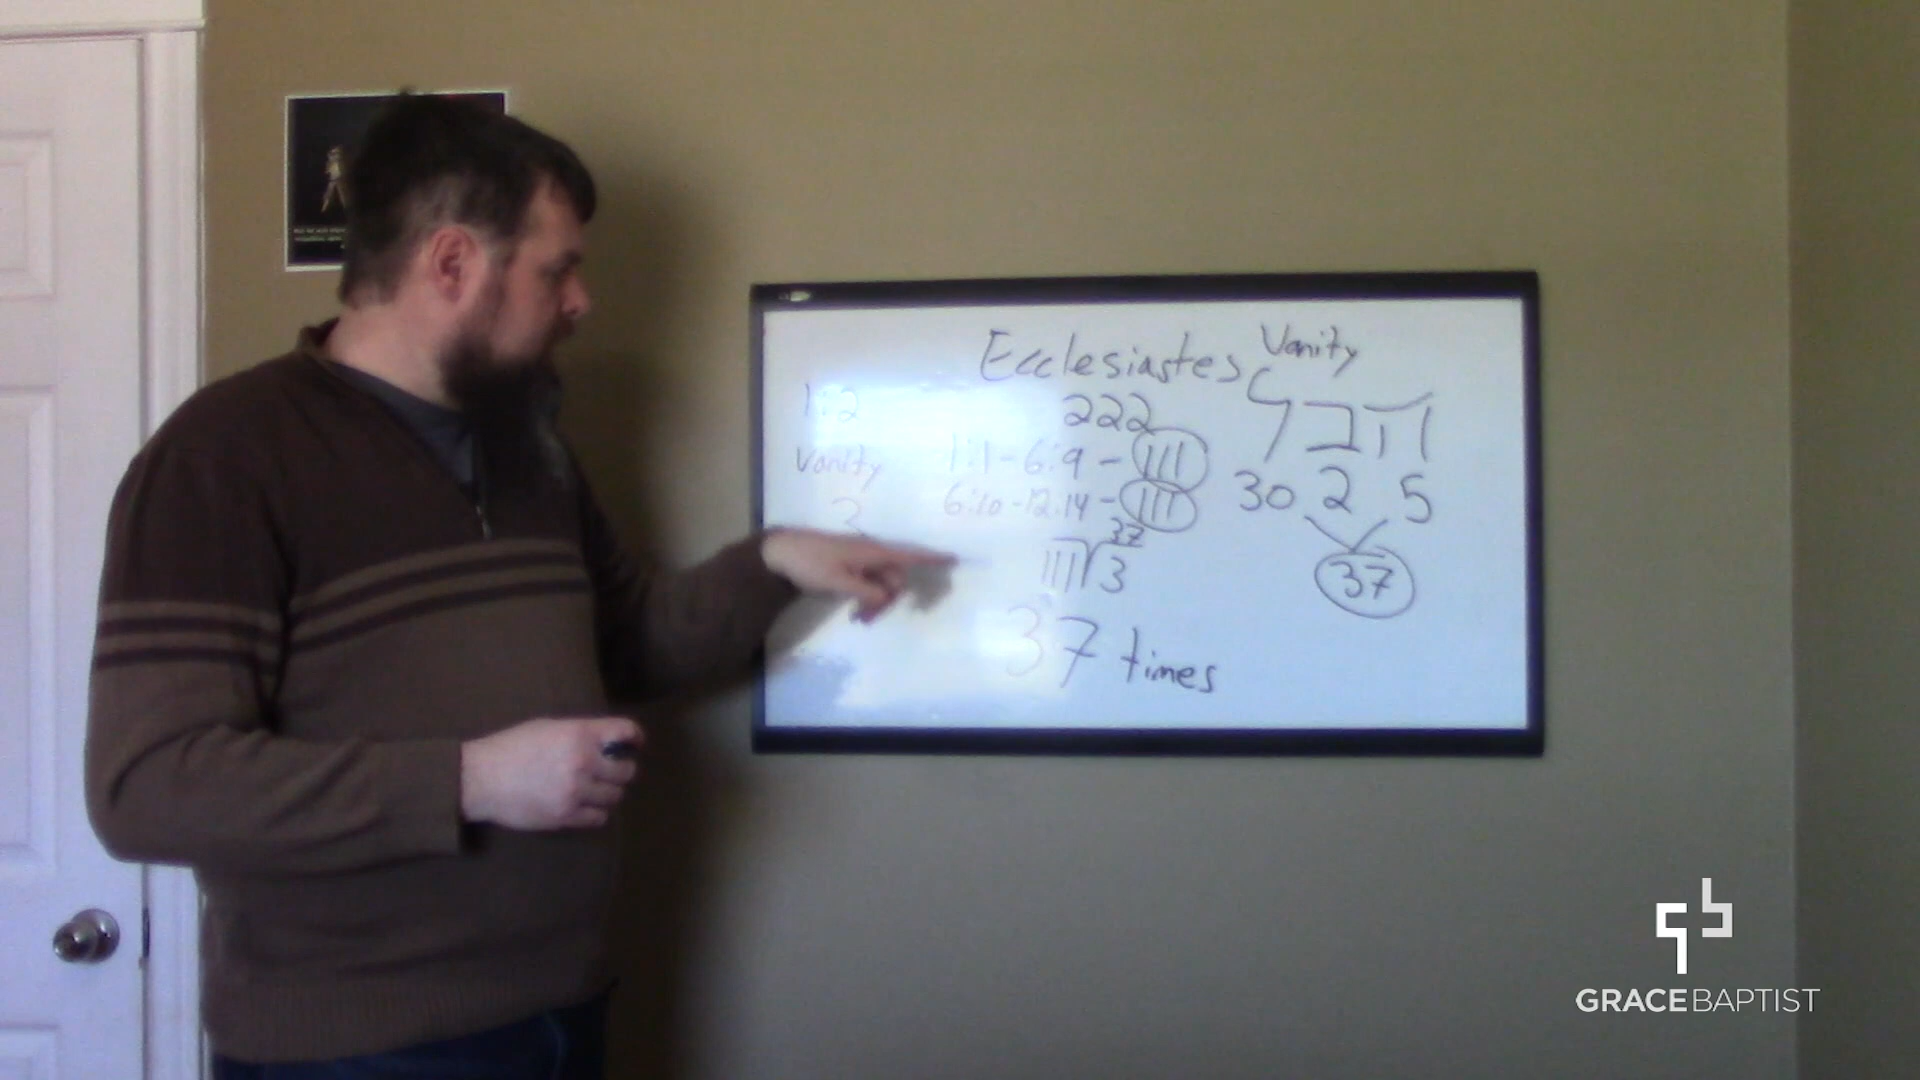 Ecclesiastes Vanity
1:2
222
הבל
Vanity
1:1-6:9 - 111
3
6:10-12:14 - 111
30 2 5
37
111/3
37
37 times
GRACEBAPTIST